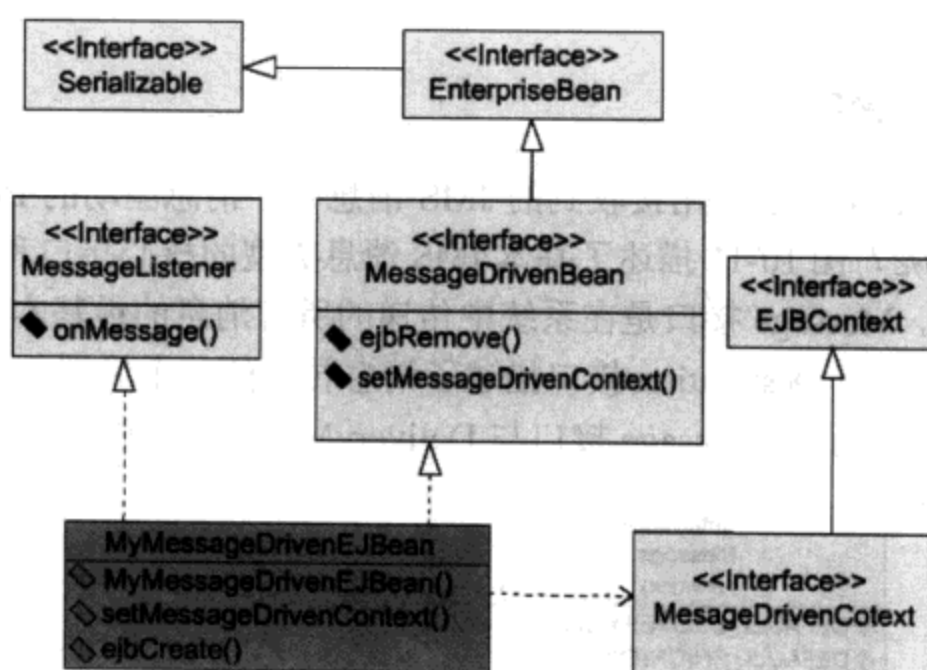 <<Interface>>
Serializable
<<Interface>>
EnterpriseBean
<<Interface>>
MessageListener
onMessage()
<<Interface>>
MessageDrivenBean
ejbRemove()
setMessageDrivenContext()
<<Interface>>
EJBContext
MyMessageDrivenEJBean
MyMessageDrivenEJBean()
setMessageDrivenContext()
ejbCreate()
<<Interface>>
MesageDrivenCotext